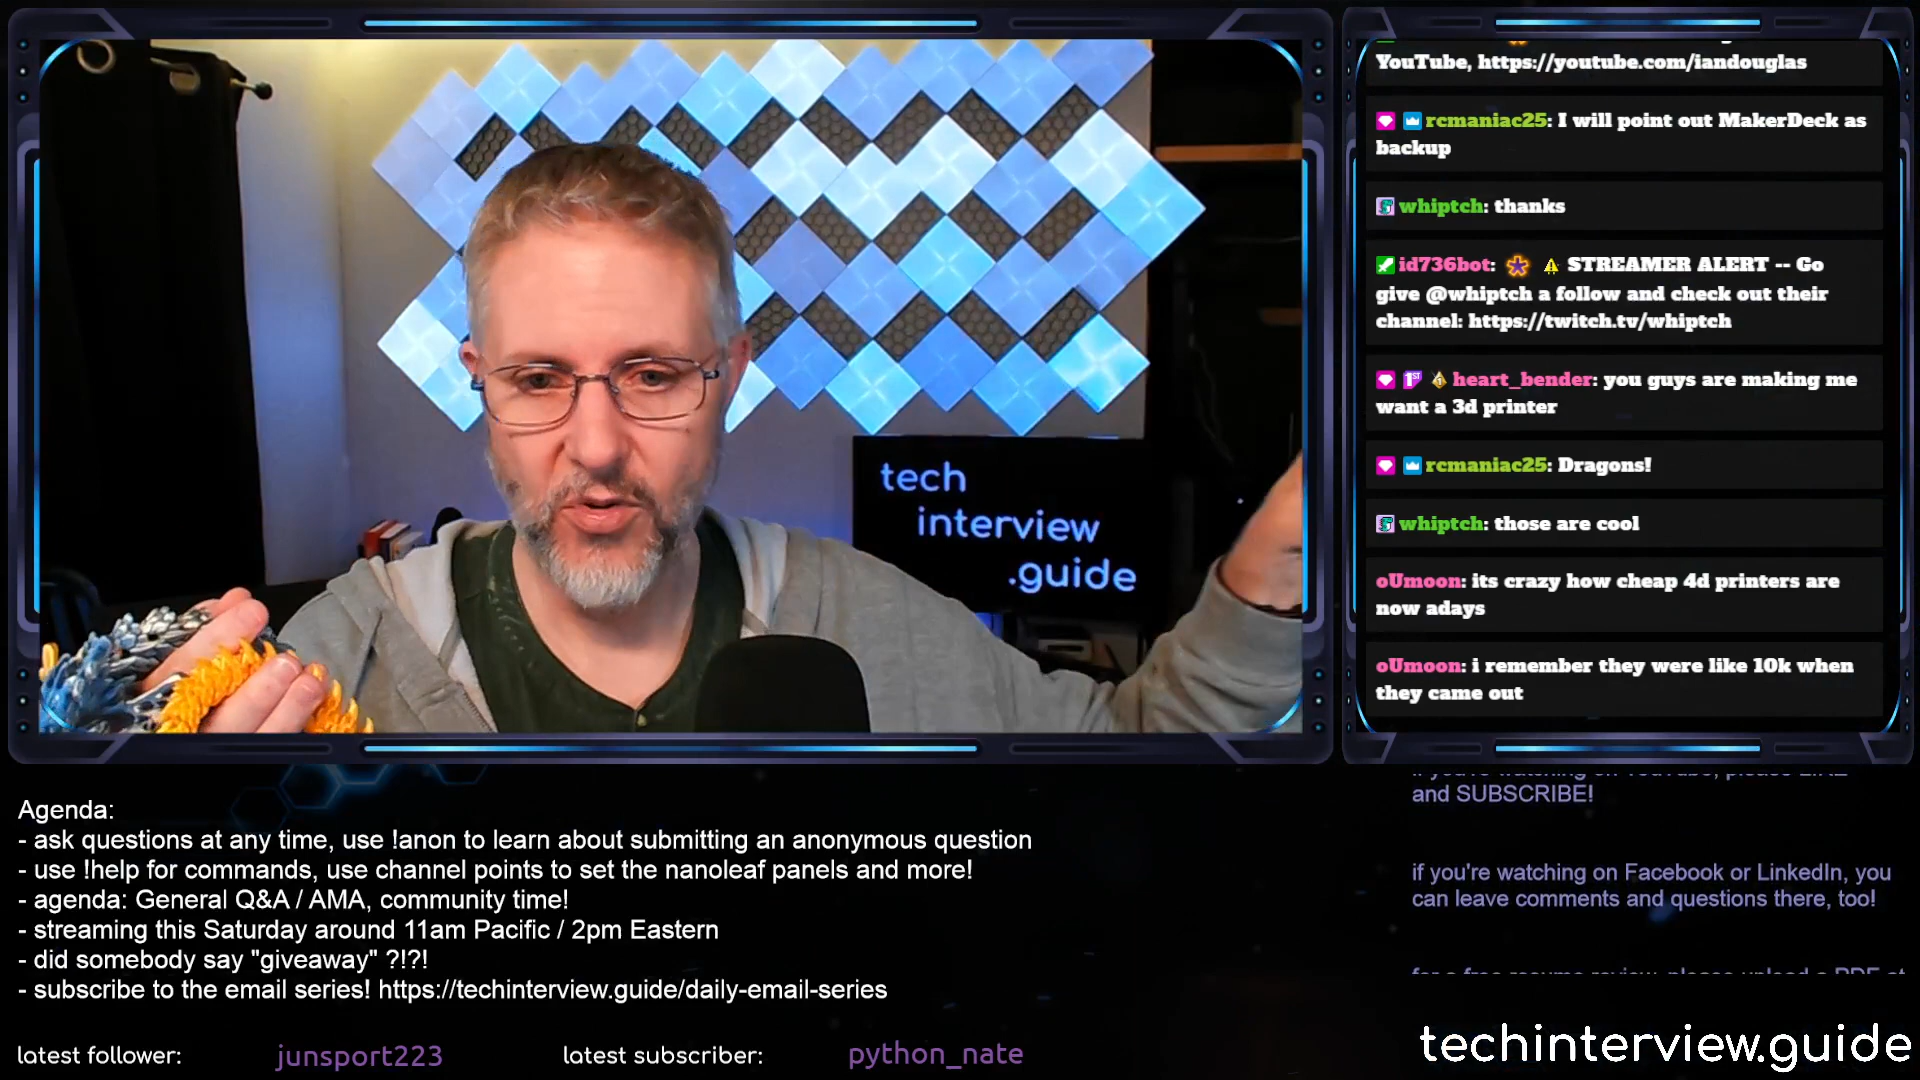 YouTube, https://youtube.com/iandouglas
rcmaniac25: I will point out MakerDeck as
backup
whiptch: thanks
id736bot: STREAMER ALERT -- Go
give @whiptch a follow and check out their
channel: https://twitch.tv/whiptch
1ST heart_bender: you guys are making me
want a 3d printer
rcmaniac25: Dragons!
whiptch: those are cool
oUmoon: its crazy how cheap 4d printers are
now adays
oUmoon: i remember they were like 10k when
they came out
tech
interview
.guide
Agenda:
- ask questions at any time, use !anon to learn about submitting an anonymous question
- use !help for commands, use channel points to set the nanoleaf panels and more!
- agenda: General Q&A / AMA, community time!
- streaming this Saturday around 11am Pacific / 2pm Eastern
- did somebody say "giveaway" ?!?!
- subscribe to the email series! https://techinterview.guide/daily-email-series
and SUBSCRIBE!
if you're watching on Facebook or LinkedIn, you
can leave comments and questions there, too!
latest follower: junsport223 latest subscriber: python_nate
techinterview.guide